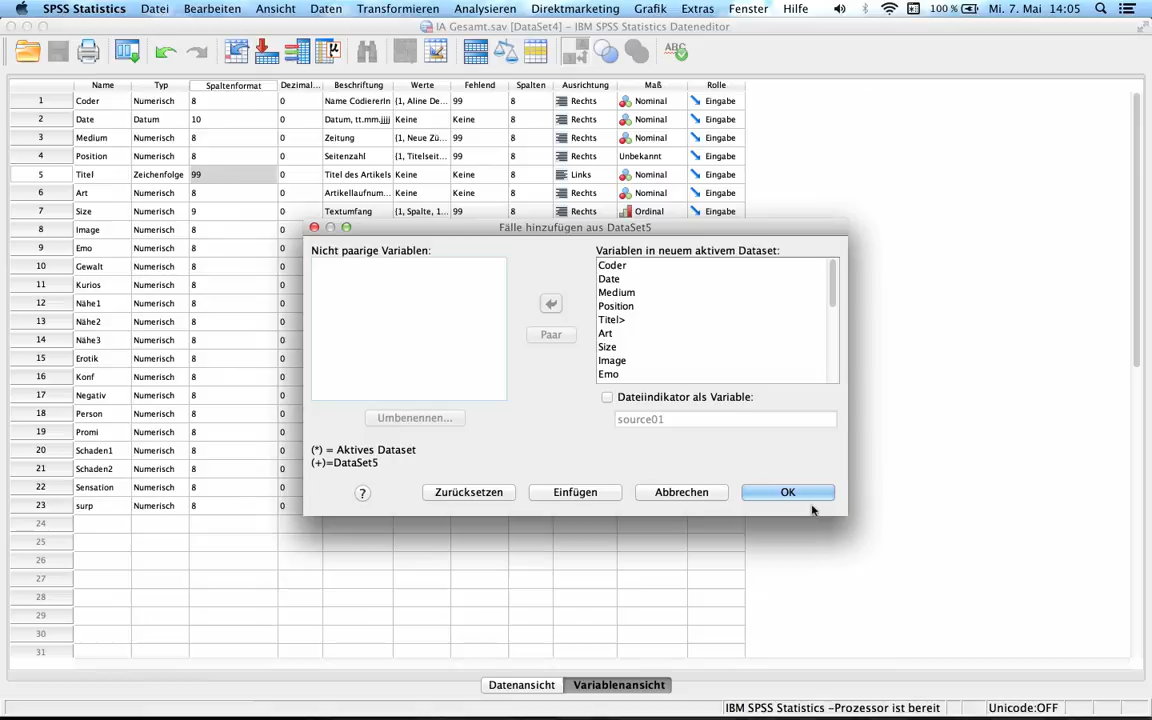 SPSS Statistics Datei Bearbeiten Ansicht Daten Transformieren Analysieren Direktmarketing Grafik Extras Fenster Hilfe 100 % Mi. 7. Mai 14:05
IA Gesamt.sav [DataSet4] – IBM SPSS Statistics Dateneditor
Name Typ Spaltenformat Dezimal... Beschriftung Werte Fehlend Spalten Ausrichtung Maß Rolle
1 Coder Numerisch 8 0 Name CodiererIn {1, Aline De... 99 8 Rechts Nominal Eingabe
2 Date Datum 10 0 Datum, tt.mm.jjjj Keine Keine 8 Rechts Nominal Eingabe
3 Medium Numerisch 8 0 Zeitung {1, Neue Zü... 99 8 Rechts Nominal Eingabe
4 Position Numerisch 8 0 Seitenzahl {1, Titelseit... 99 8 Rechts Unbekannt Eingabe
5 Titel Zeichenfolge 99 0 Titel des Artikels Keine Keine 8 Links Nominal Eingabe
6 Art Numerisch 8 0 Artikellaufnum... Keine Keine 8 Rechts Nominal Eingabe
7 Size Numerisch 9 0 Textumfang {1, Spalte, 1... 99 8 Rechts Ordinal Eingabe
8 Image Numerisch 8 0
9 Emo Numerisch 8 0
10 Gewalt Numerisch 8 0
11 Kurios Numerisch 8 0
12 Nähe1 Numerisch 8 0
13 Nähe2 Numerisch 8 0
14 Nähe3 Numerisch 8 0
15 Erotik Numerisch 8 0
16 Konf Numerisch 8 0
17 Negativ Numerisch 8 0
18 Person Numerisch 8 0
19 Promi Numerisch 8 0
20 Schaden1 Numerisch 8 0
21 Schaden2 Numerisch 8 0
22 Sensation Numerisch 8 0
23 surp Numerisch 8 0
24
25
26
27
28
29
30
31
Fälle hinzufügen aus DataSet5
Nicht paarige Variablen:
Paar
Umbenennen...
Variablen in neuem aktivem Dataset:
Coder
Date
Medium
Position
Titel>
Art
Size
Image
Emo
Dateiindikator als Variable:
source01
(*) = Aktives Dataset
(+)=DataSet5
? Zurücksetzen Einfügen Abbrechen OK
Datenansicht Variablenansicht
IBM SPSS Statistics -Prozessor ist bereit Unicode:OFF